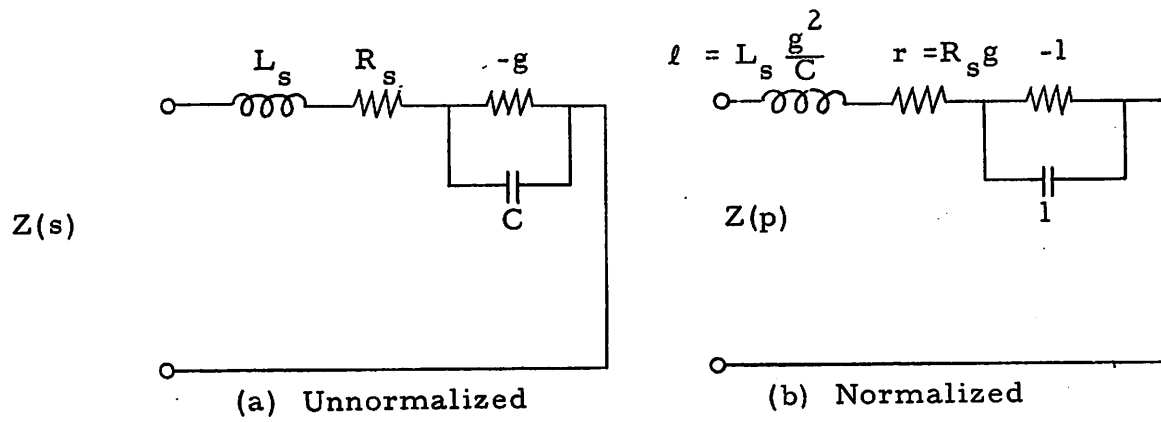 L_s R_s -g
C
Z(s)
(a) Unnormalized
ℓ = L_s g^2/C r =R_s g -1
1
Z(p)
(b) Normalized